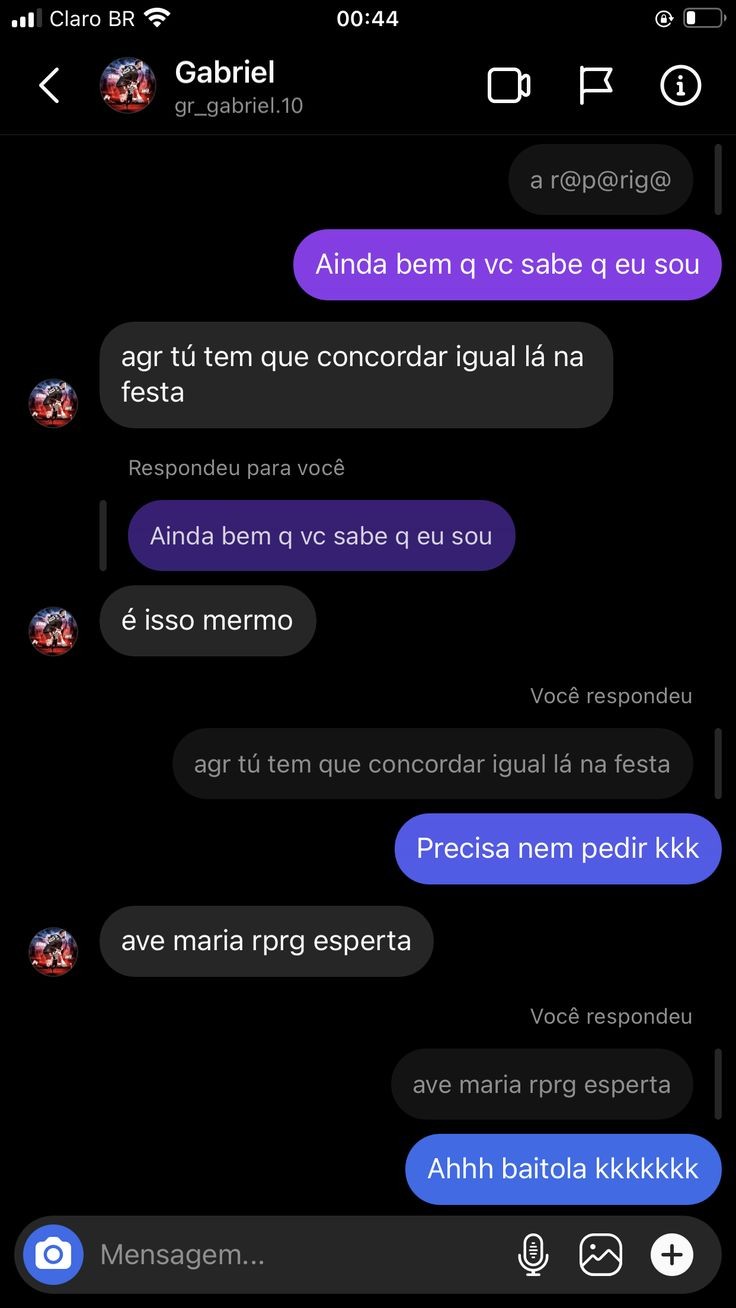 Claro BR
00:44
Gabriel
gr_gabriel.10
a r@p@rig@
Ainda bem q vc sabe q eu sou
agr tú tem que concordar igual lá na
festa
Respondeu para você
Ainda bem q vc sabe q eu sou
é isso mermo
Você respondeu
agr tú tem que concordar igual lá na festa
Precisa nem pedir kkk
ave maria rprg esperta
Você respondeu
ave maria rprg esperta
Ahhh baitola kkkkkkk
Mensagem...